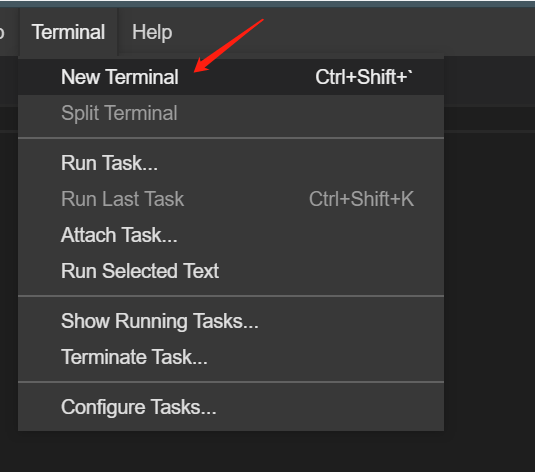 Terminal Help
New Terminal Ctrl+Shift+`
Split Terminal
Run Task...
Run Last Task Ctrl+Shift+K
Attach Task...
Run Selected Text
Show Running Tasks...
Terminate Task...
Configure Tasks...